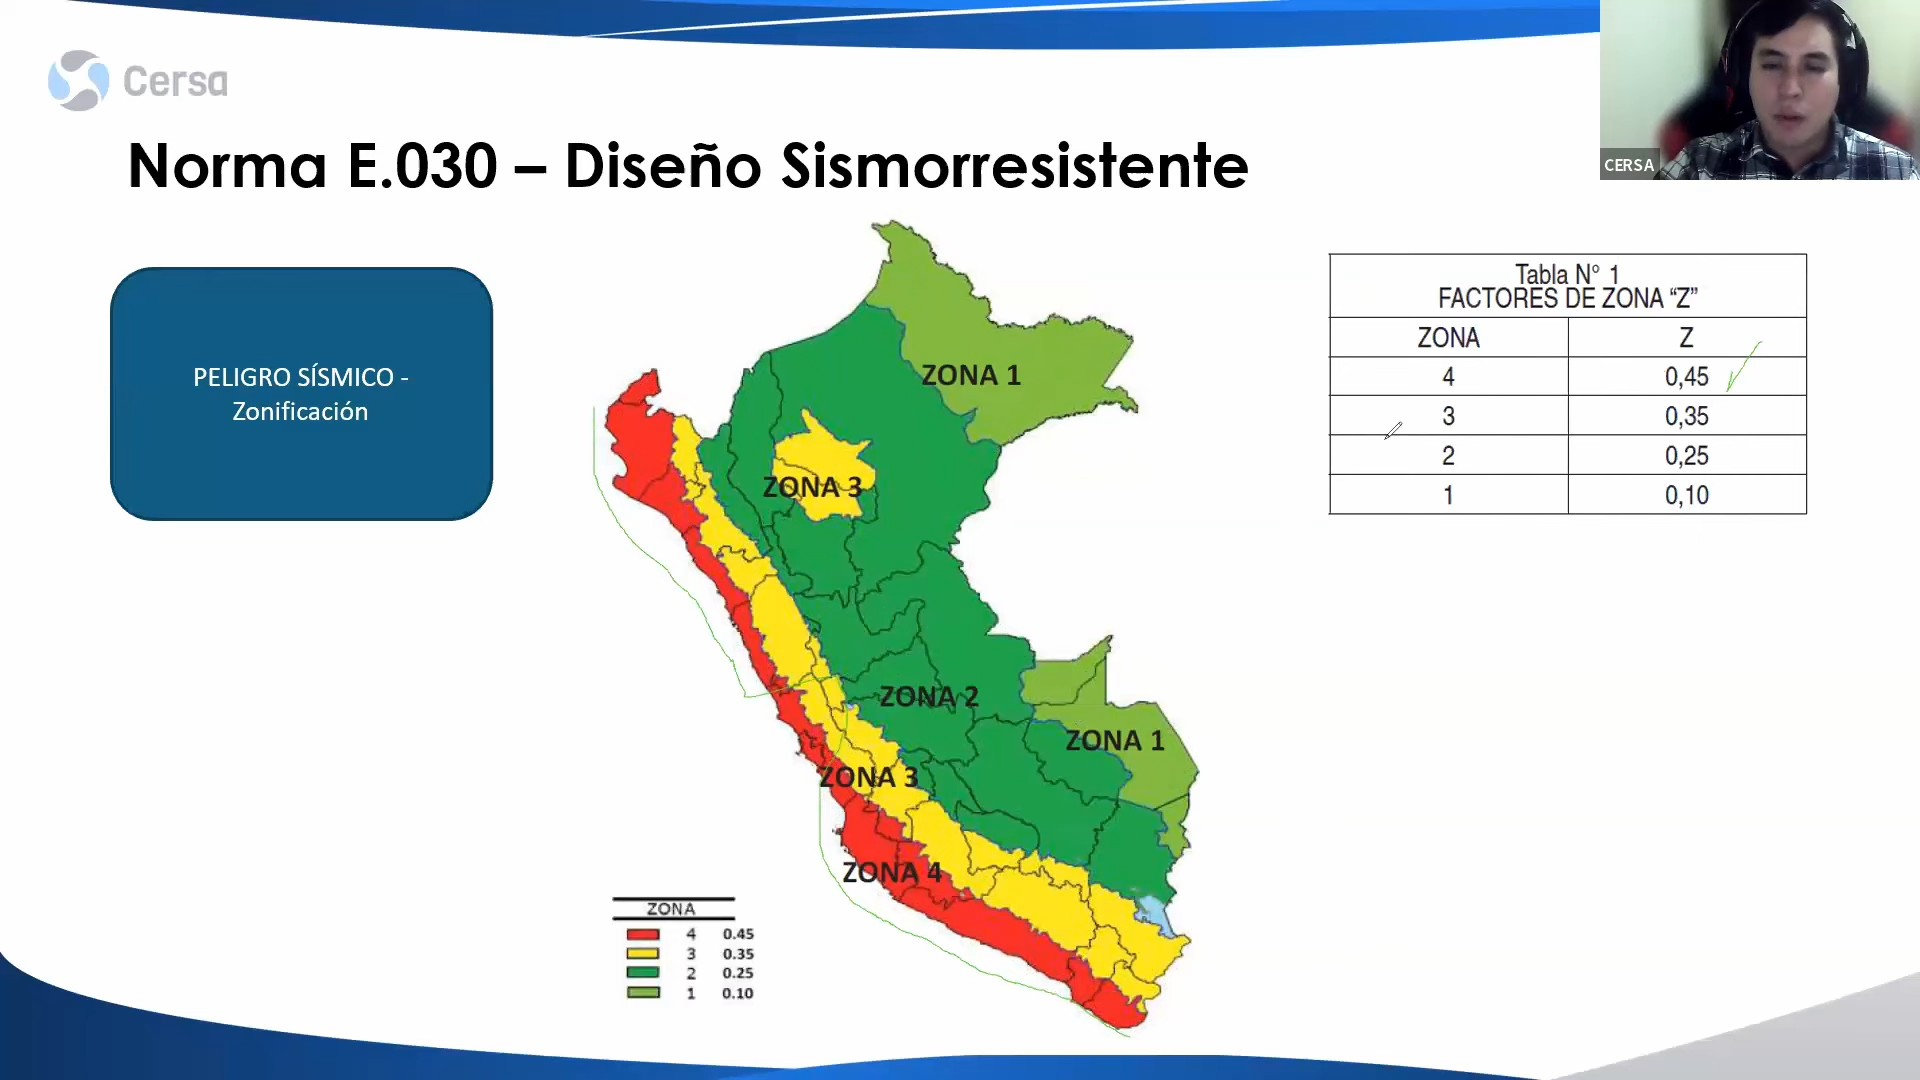 Cersa
CERSA
Norma E.030 – Diseño Sismorresistente
PELIGRO SÍSMICO -
Zonificación
ZONA 1
ZONA 3
ZONA 2
ZONA 1
ZONA 3
ZONA 4
ZONA
4 0.45
3 0.35
2 0.25
1 0.10
Tabla N° 1
FACTORES DE ZONA “Z”
ZONA Z
4 0,45
3 0,35
2 0,25
1 0,10